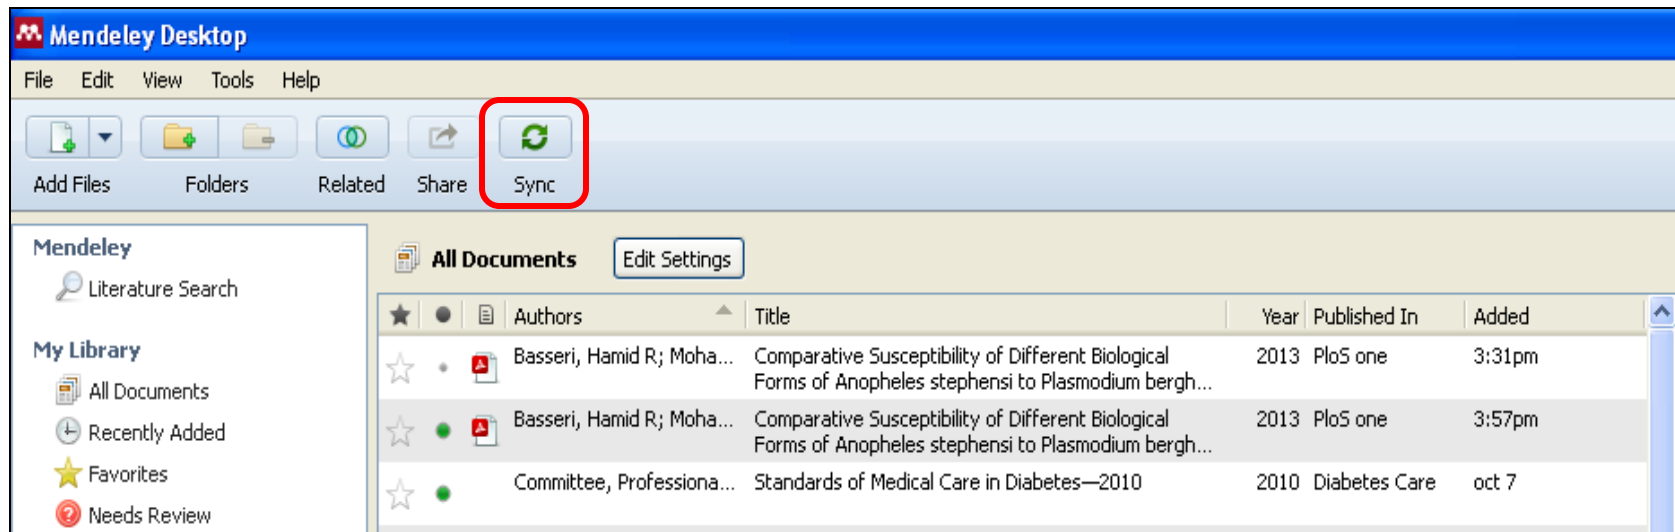 Mendeley Desktop
File Edit View Tools Help
Add Files Folders Related Share Sync
Mendeley
Literature Search
My Library
All Documents
Recently Added
Favorites
Needs Review
All Documents Edit Settings
Authors Title Year Published In Added
Basseri, Hamid R; Moha... Comparative Susceptibility of Different Biological 2013 PloS one 3:31pm
Forms of Anopheles stephensi to Plasmodium bergh...
Basseri, Hamid R; Moha... Comparative Susceptibility of Different Biological 2013 PloS one 3:57pm
Forms of Anopheles stephensi to Plasmodium bergh...
Committee, Professiona... Standards of Medical Care in Diabetes—2010 2010 Diabetes Care oct 7